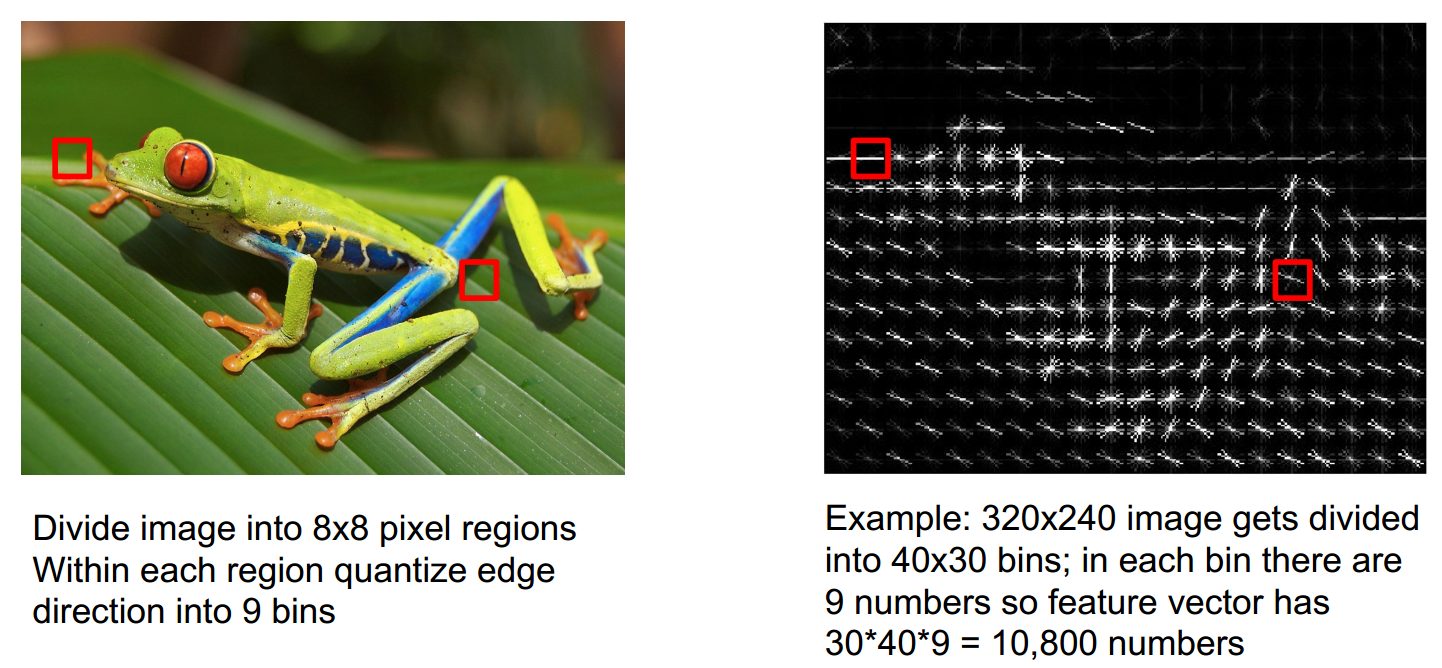 Divide image into 8x8 pixel regions
Within each region quantize edge
direction into 9 bins
Example: 320x240 image gets divided
into 40x30 bins; in each bin there are
9 numbers so feature vector has
30*40*9 = 10,800 numbers